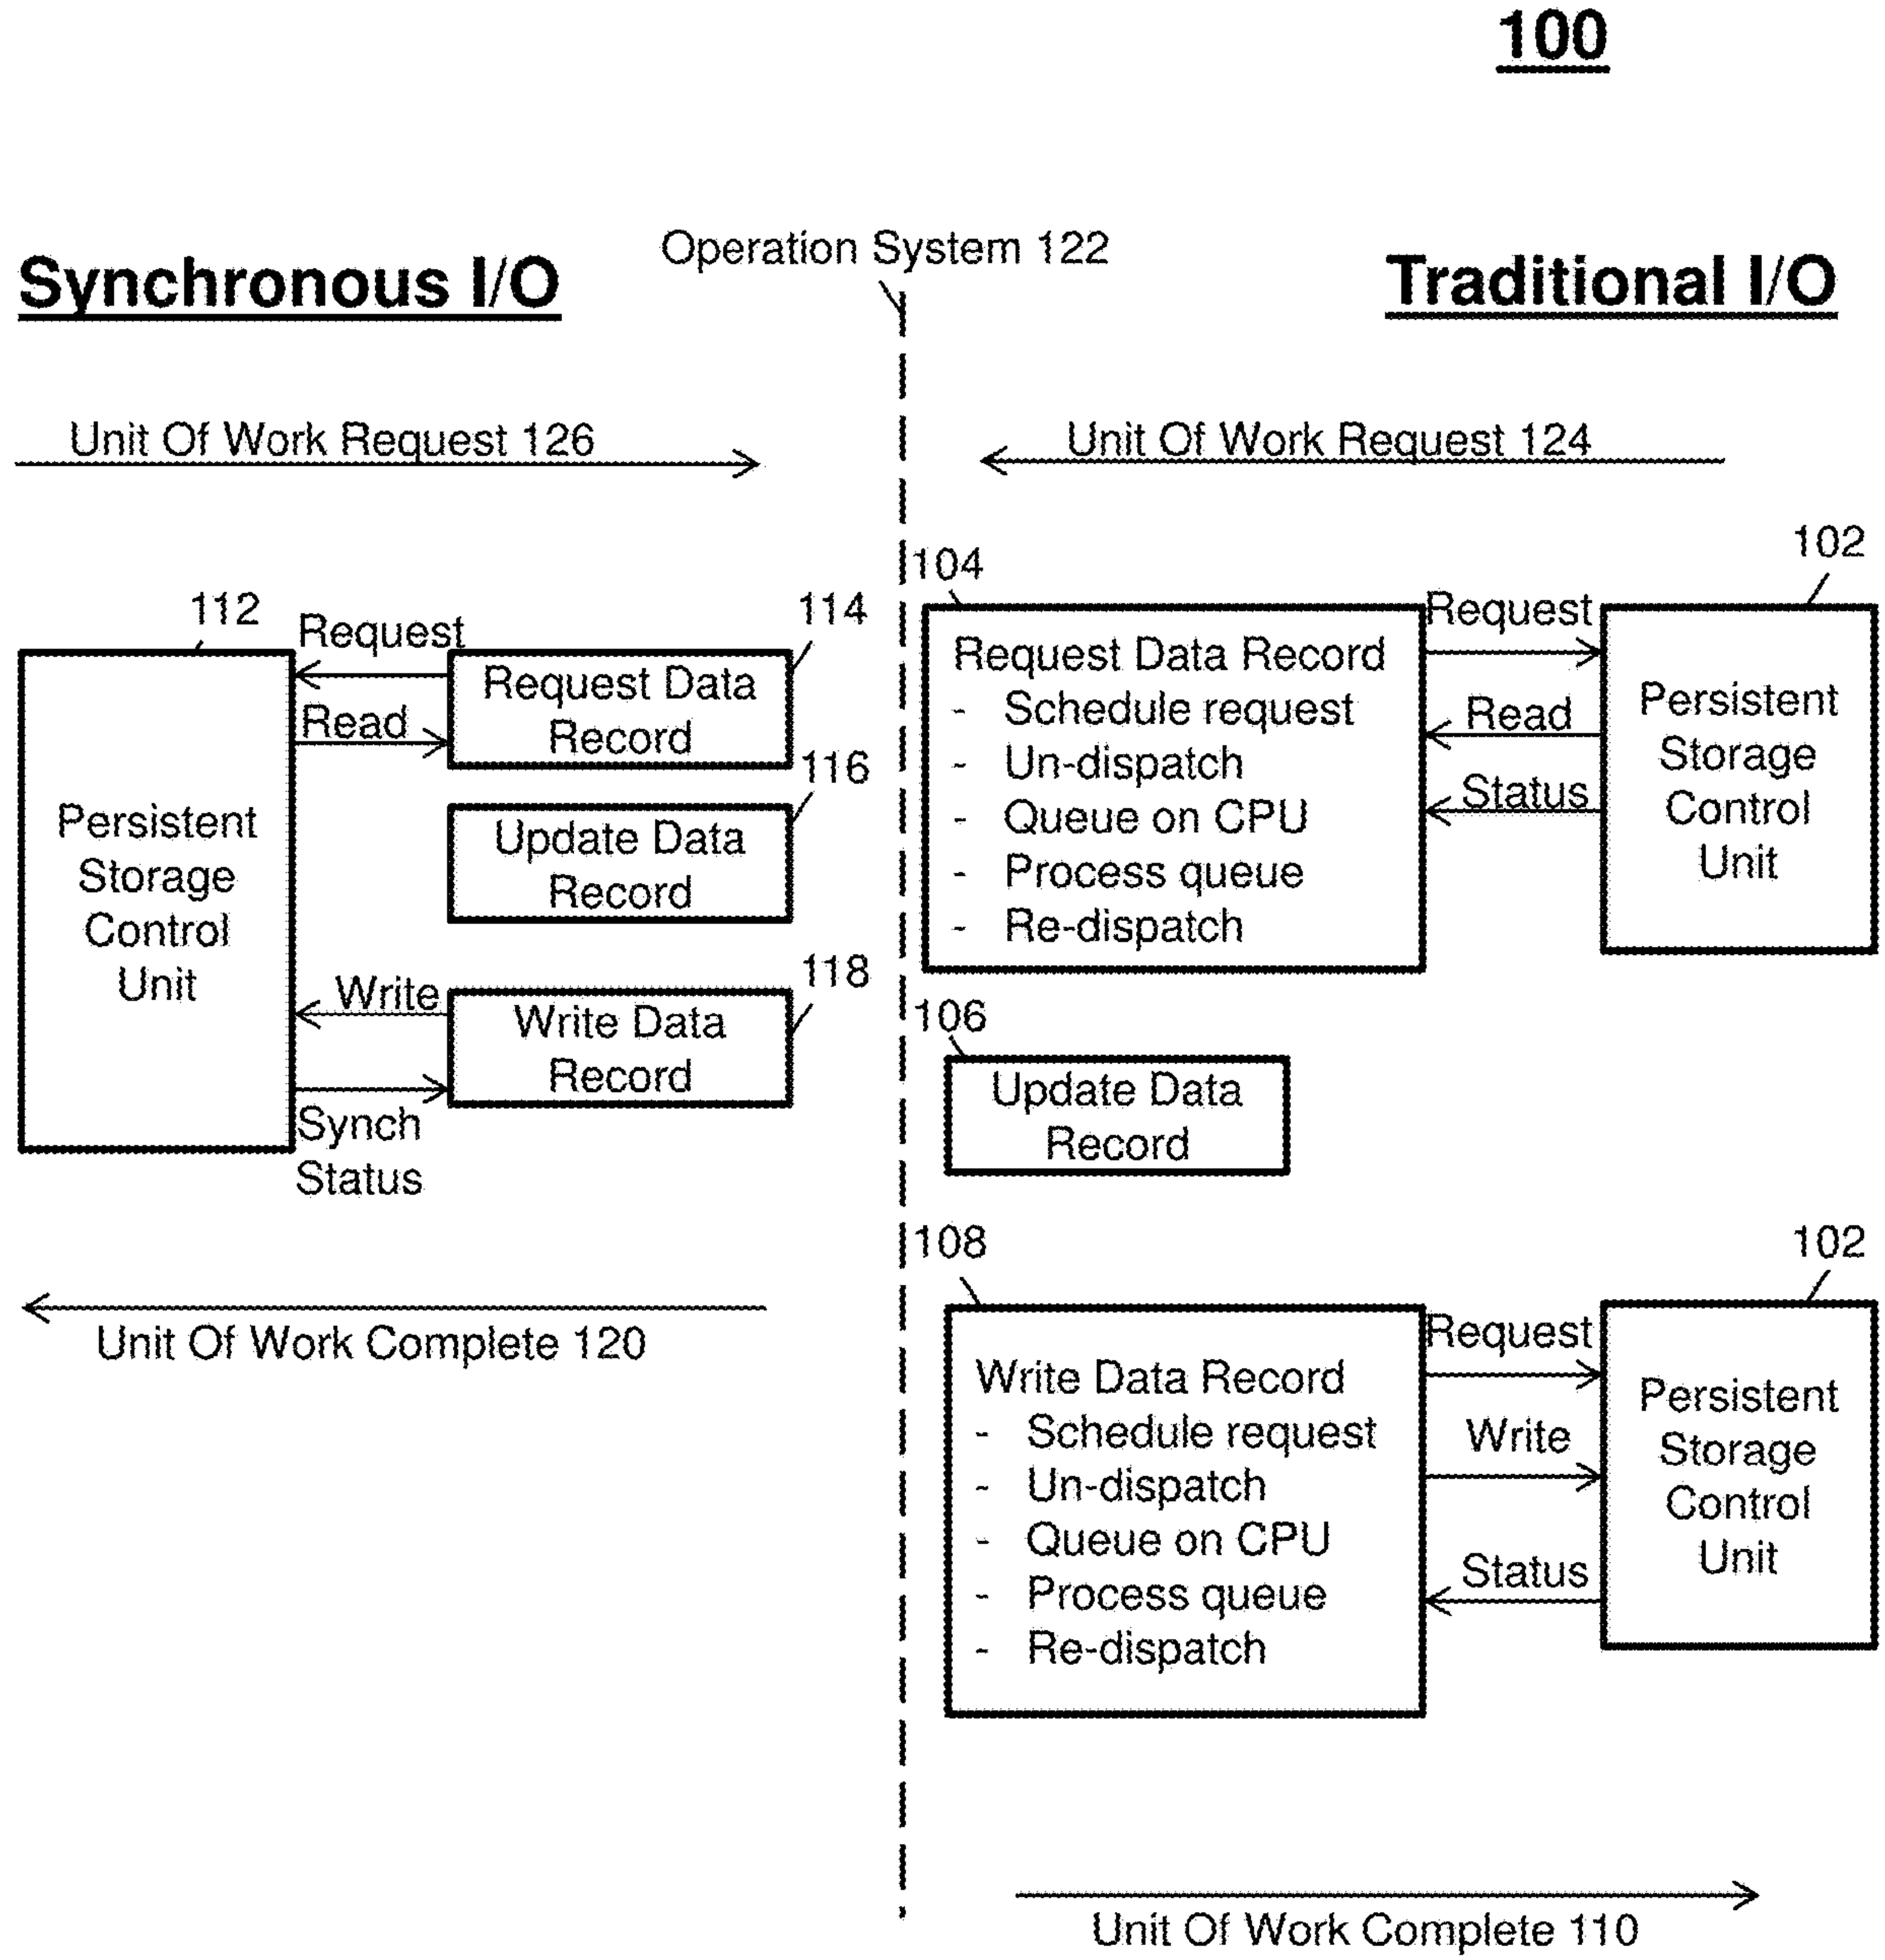 100
Operation System 122
Synchronous I/O
Traditional I/O
Unit Of Work Request 126
Unit Of Work Request 124
112
Request
114
Request Data
Record
Read
116
Persistent
Storage
Control
Unit
Update Data
Record
118
Write
Write Data
Record
Synch
Status
Unit Of Work Complete 120
104
102
Request Data Record
- Schedule request
- Un-dispatch
- Queue on CPU
- Process queue
- Re-dispatch
Request
Read
Status
Persistent
Storage
Control
Unit
106
Update Data
Record
108
102
Write Data Record
- Schedule request
- Un-dispatch
- Queue on CPU
- Process queue
- Re-dispatch
Request
Write
Status
Persistent
Storage
Control
Unit
Unit Of Work Complete 110